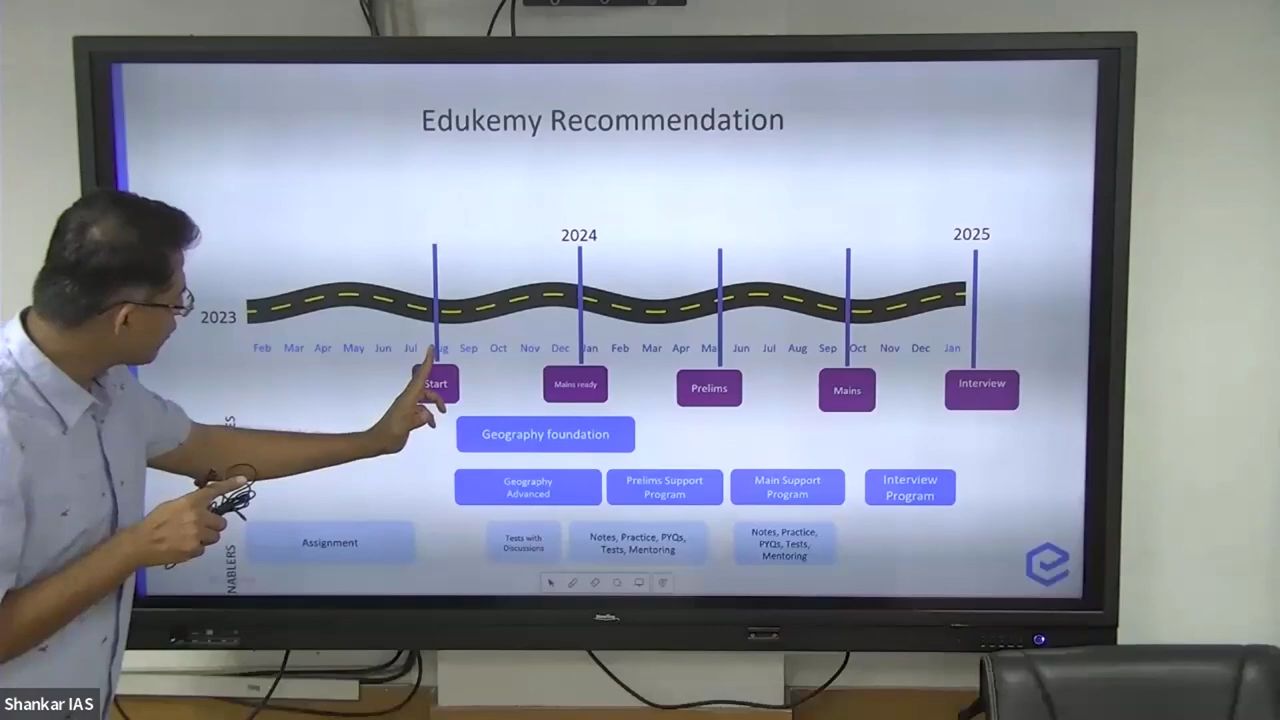 Edukemy Recommendation
2024
2025
2023
Feb Mar Apr May Jun Jul Aug Sep Oct Nov Dec Jan Feb Mar Apr Jun Jul Aug Sep Oct Nov Dec Jan
Start
Mains ready
Prelims
Mains
Interview
Geography foundation
Geography
Advanced
Prelims Support
Program
Main Support
Program
Interview
Program
Assignment
Tests with
Discussions
Notes, Practice, PYQs,
Tests, Mentoring
Notes, Practice,
PYQs, Tests,
Mentoring
NABLERS
Shankar IAS